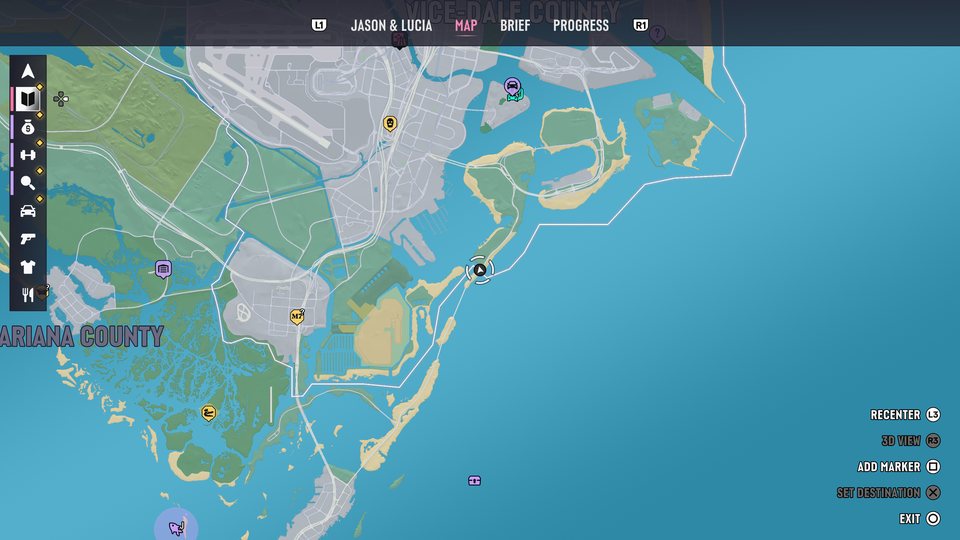 VICE-DALE COUNTY
L1 JASON & LUCIA MAP BRIEF PROGRESS R1
?
$
M?
ARIANA COUNTY
RECENTER L3
3D VIEW R3
ADD MARKER
SET DESTINATION
EXIT